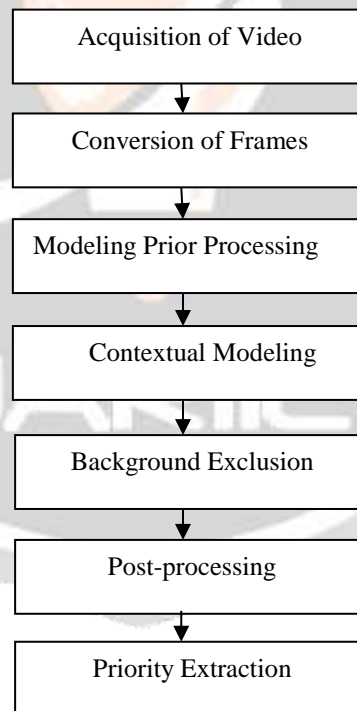 Acquisition of Video
Conversion of Frames
Modeling Prior Processing
Contextual Modeling
Background Exclusion
Post-processing
Priority Extraction